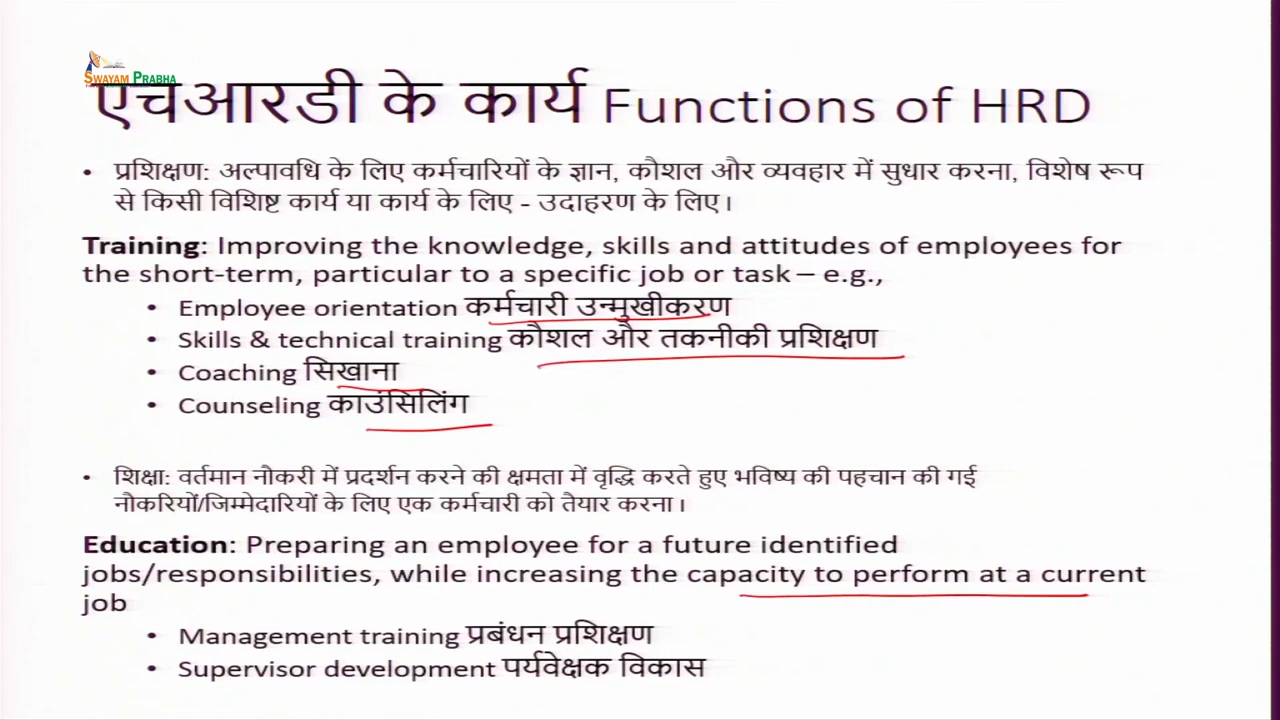 SWAYAM PRABHA
एचआरडी के कार्य Functions of HRD
• प्रशिक्षण: अल्पावधि के लिए कर्मचारियों के ज्ञान, कौशल और व्यवहार में सुधार करना, विशेष रूप
से किसी विशिष्ट कार्य या कार्य के लिए - उदाहरण के लिए।
Training: Improving the knowledge, skills and attitudes of employees for
the short-term, particular to a specific job or task – e.g.,
• Employee orientation कर्मचारी उन्मुखीकरण
• Skills & technical training कौशल और तकनीकी प्रशिक्षण
• Coaching सिखाना
• Counseling काउंसिलिंग
• शिक्षा: वर्तमान नौकरी में प्रदर्शन करने की क्षमता में वृद्धि करते हुए भविष्य की पहचान की गई
नौकरियों/जिम्मेदारियों के लिए एक कर्मचारी को तैयार करना।
Education: Preparing an employee for a future identified
jobs/responsibilities, while increasing the capacity to perform at a current
job
• Management training प्रबंधन प्रशिक्षण
• Supervisor development पर्यवेक्षक विकास